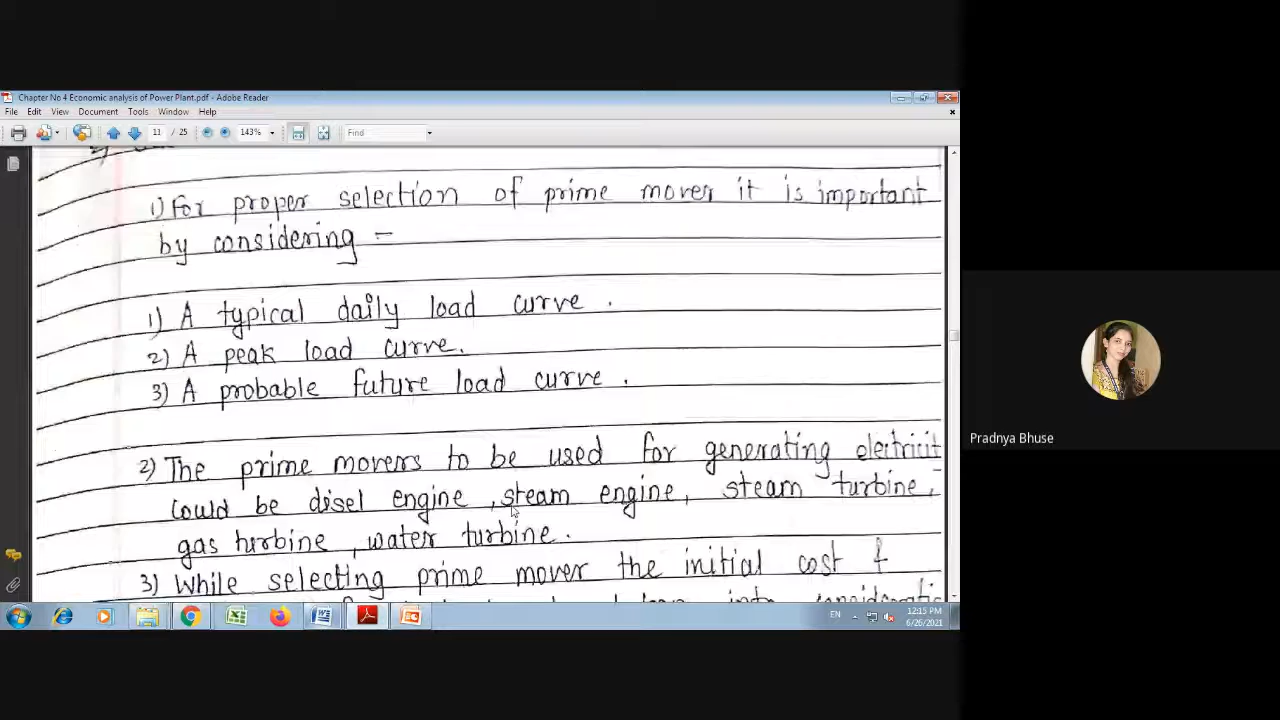 Chapter No 4 Economic analysis of Power Plant.pdf - Adobe Reader
File Edit View Document Tools Window Help
11 / 25 143% Find
1) For proper selection of prime mover it is important
by considering -
1) A typical daily load curve .
2) A peak load curve.
3) A probable future load curve .
2) The prime movers to be used for generating electricit
could be disel engine , steam engine, steam turbine,
gas turbine , water turbine .
3) While selecting prime mover the initial cost &
into consideratic
Pradnya Bhuse
EN
12:15 PM
6/26/2021